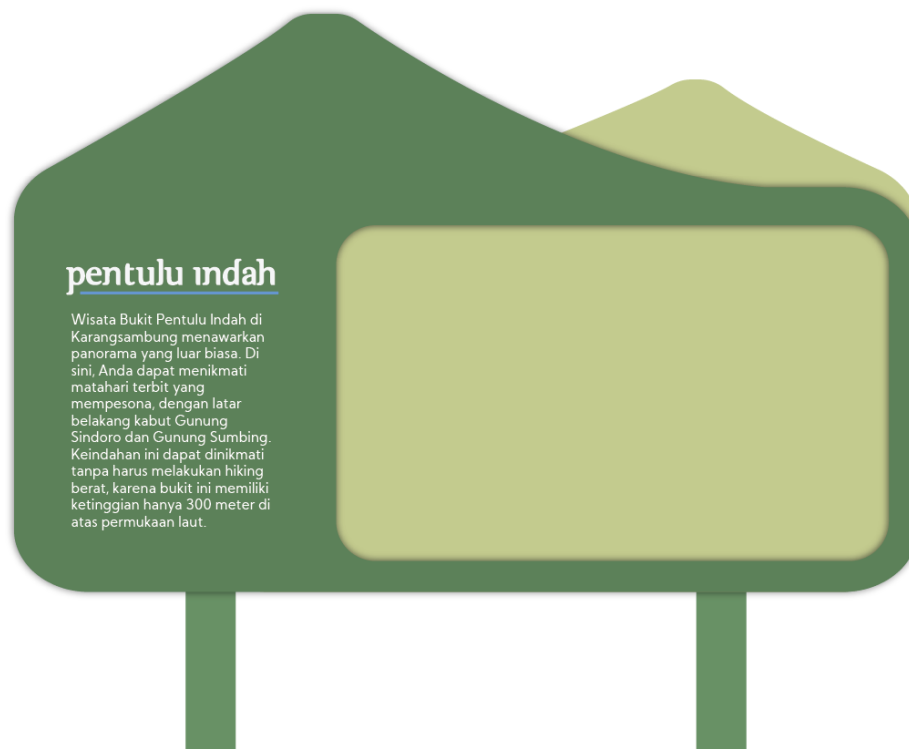 pentulu indah
Wisata Bukit Pentulu Indah di
Karangsambung menawarkan
panorama yang luar biasa. Di
sini, Anda dapat menikmati
matahari terbit yang
mempesona, dengan latar
belakang kabut Gunung
Sindoro dan Gunung Sumbing.
Keindahan ini dapat dinikmati
tanpa harus melakukan hiking
berat, karena bukit ini memiliki
ketinggian hanya 300 meter di
atas permukaan laut.